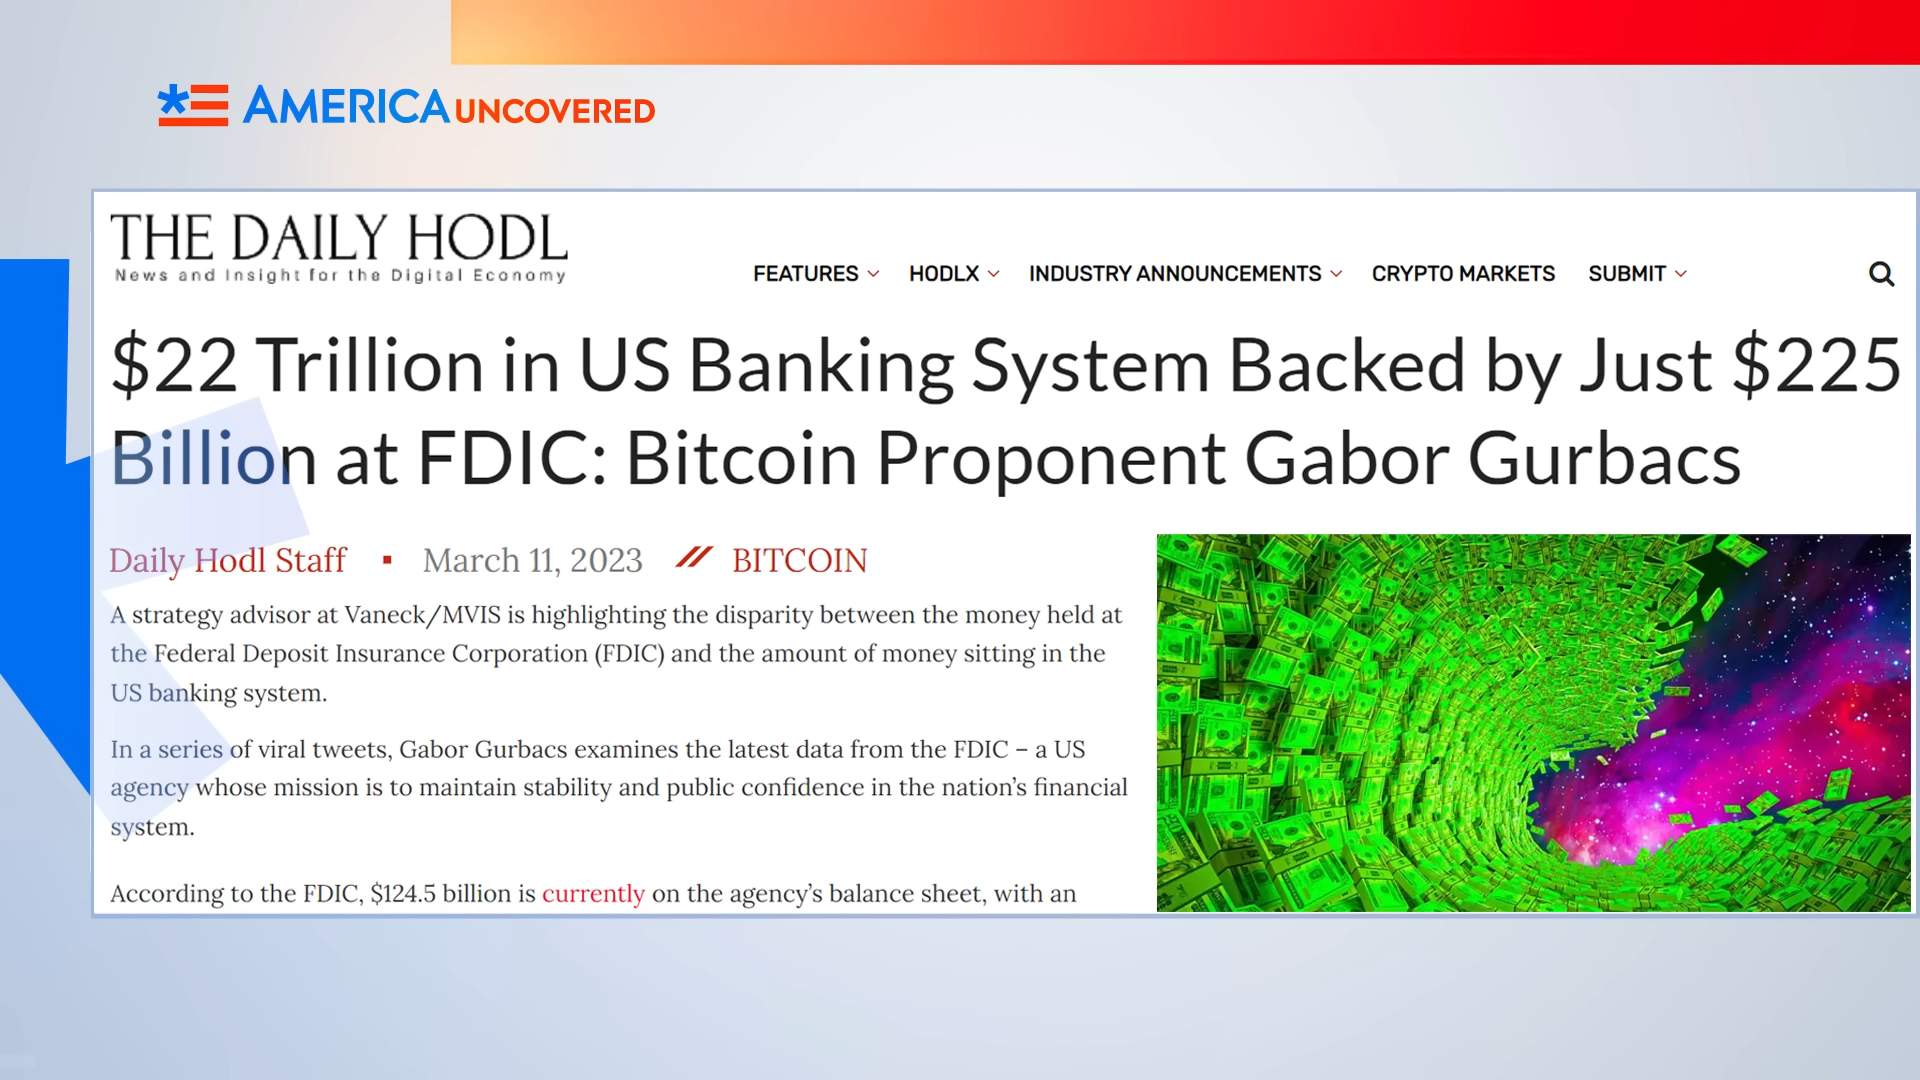 AMERICA UNCOVERED
THE DAILY HODL
News and Insight for the Digital Economy
FEATURES HODLX INDUSTRY ANNOUNCEMENTS CRYPTO MARKETS SUBMIT
$22 Trillion in US Banking System Backed by Just $225
Billion at FDIC: Bitcoin Proponent Gabor Gurbacs
Daily Hodl Staff ▪ March 11, 2023 // BITCOIN
A strategy advisor at Vaneck/MVIS is highlighting the disparity between the money held at
the Federal Deposit Insurance Corporation (FDIC) and the amount of money sitting in the
US banking system.
In a series of viral tweets, Gabor Gurbacs examines the latest data from the FDIC – a US
agency whose mission is to maintain stability and public confidence in the nation’s financial
system.
According to the FDIC, $124.5 billion is currently on the agency’s balance sheet, with an